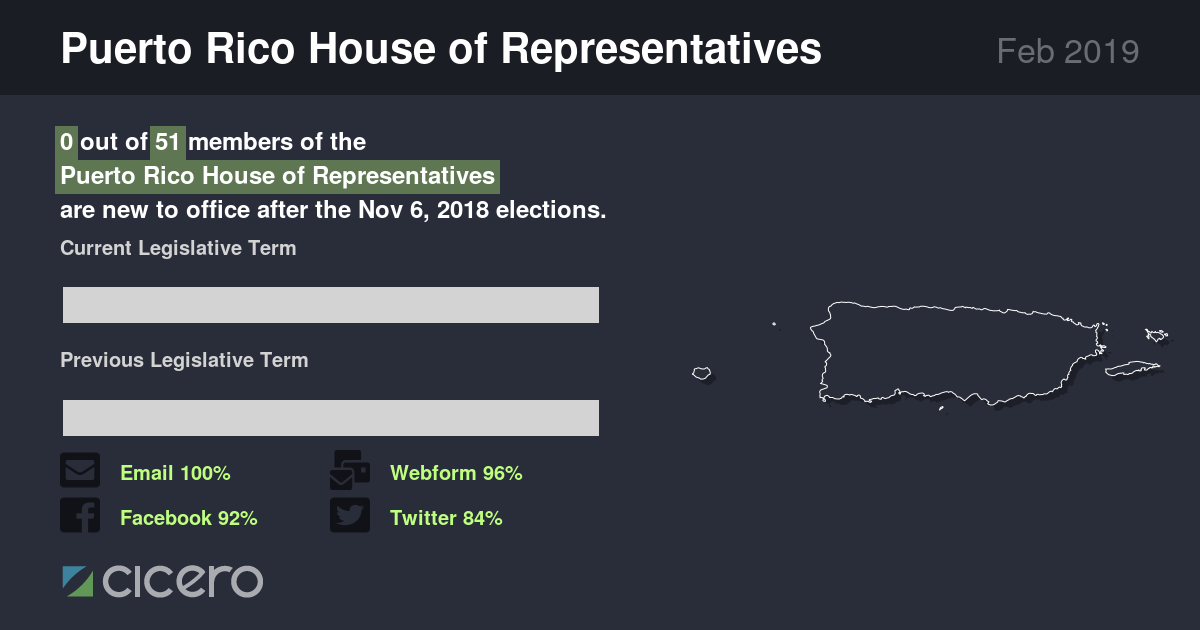 Puerto Rico House of Representatives
Feb 2019
0 out of 51 members of the
Puerto Rico House of Representatives
are new to office after the Nov 6, 2018 elections.
Current Legislative Term
Previous Legislative Term
Email 100%
Webform 96%
Facebook 92%
Twitter 84%
cicero